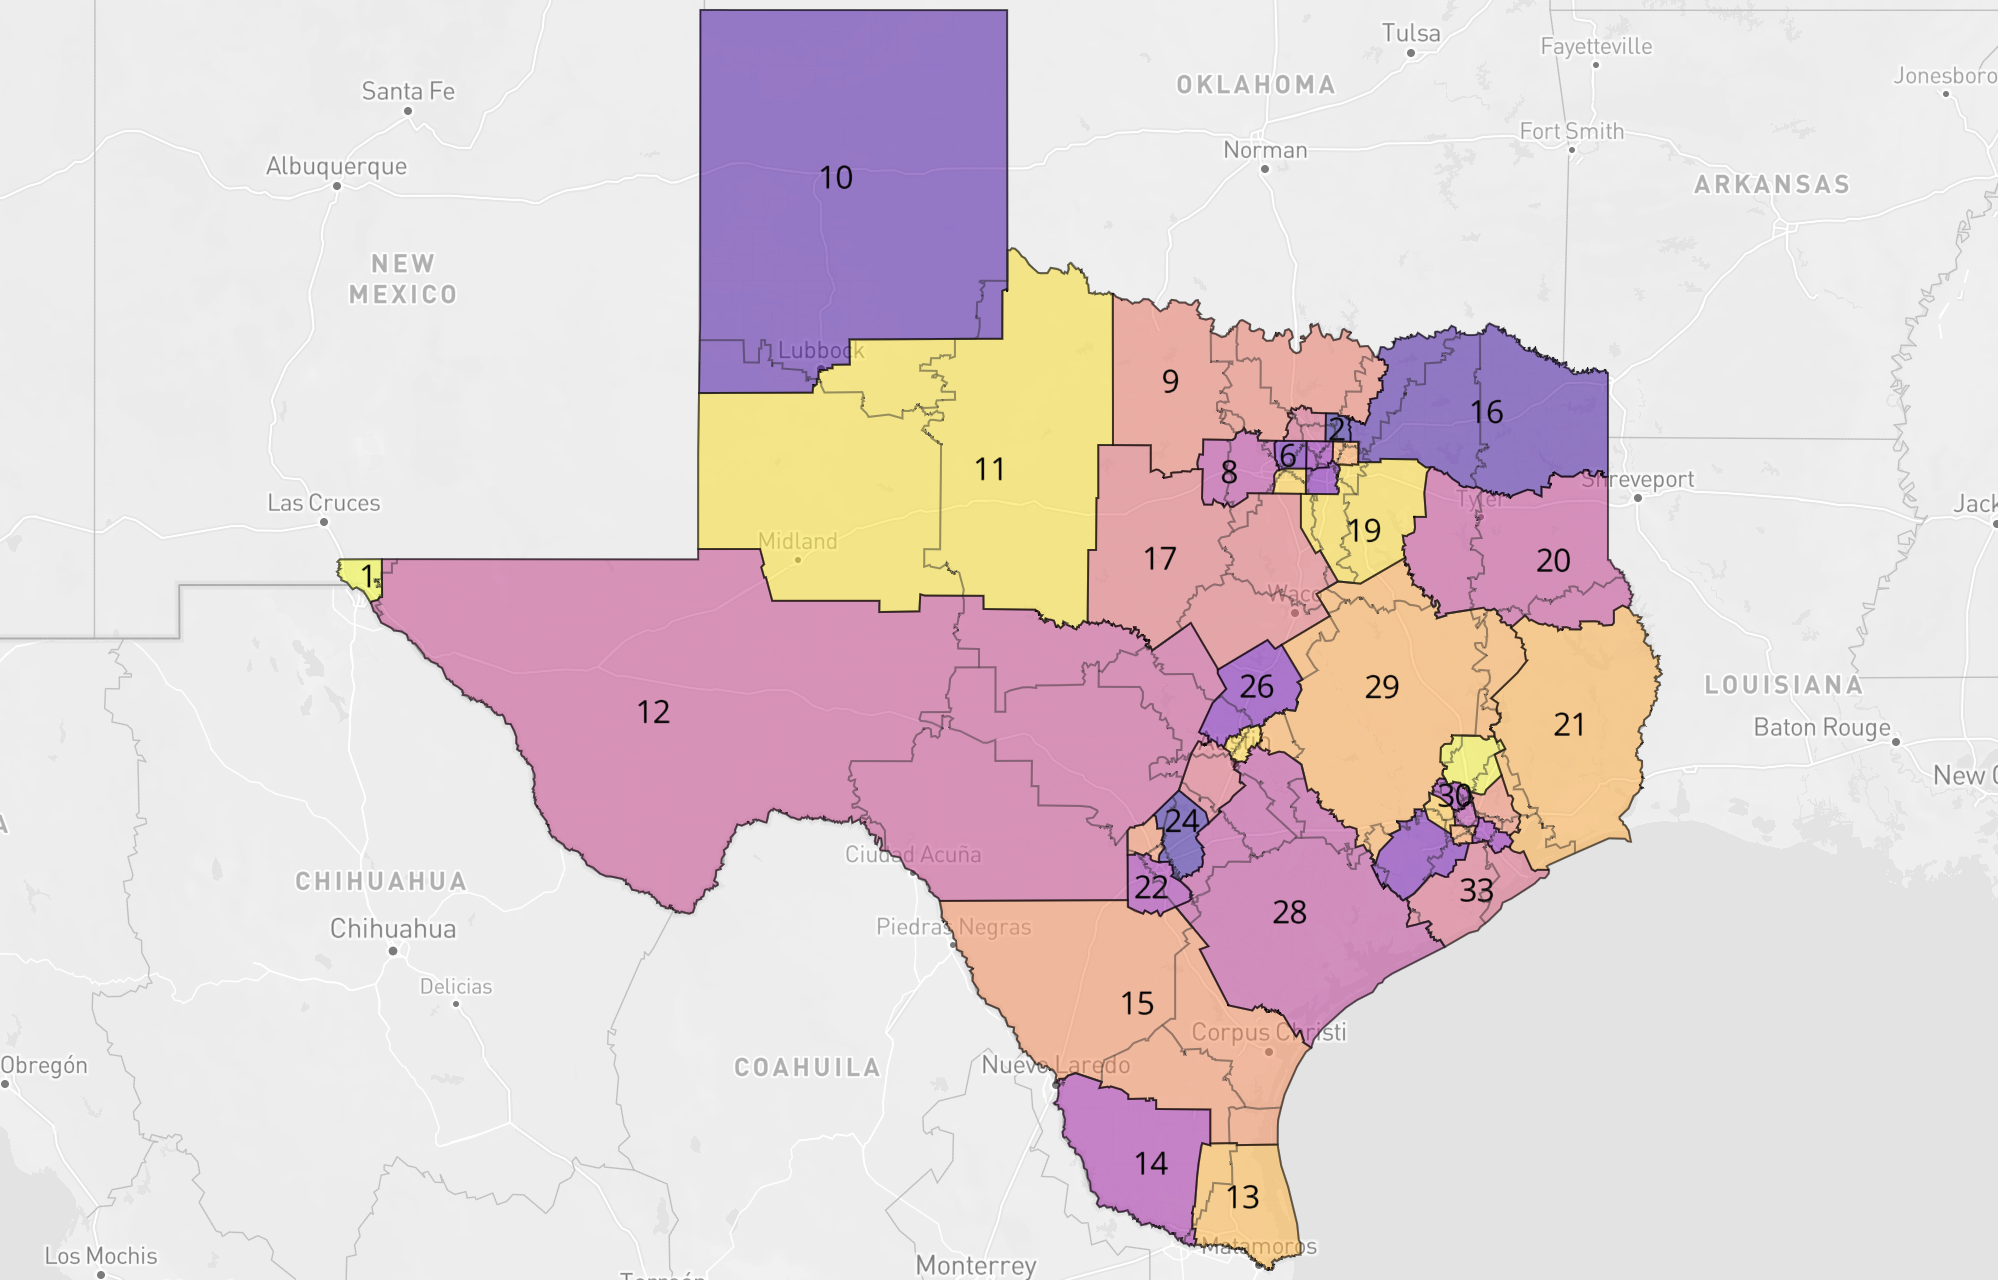 Tulsa
Fayetteville
Jonesboro
Santa Fe
OKLAHOMA
Fort Smith
Norman
Albuquerque
10
ARKANSAS
NEW
MEXICO
Lubbock
9
16
2
6
8
11
Shreveport
Tyler
Las Cruces
Jack
19
Midland
17
20
1
Waco
26
29
LOUISIANA
12
21
Baton Rouge
New
30
24
Ciudad Acuña
CHIHUAHUA
22
33
28
Chihuahua
Piedras Negras
Delicias
15
Corpus Christi
Obregón
COAHUILA
Nuevo Laredo
14
13
Matamoros
Los Mochis
Monterrey
Torreón